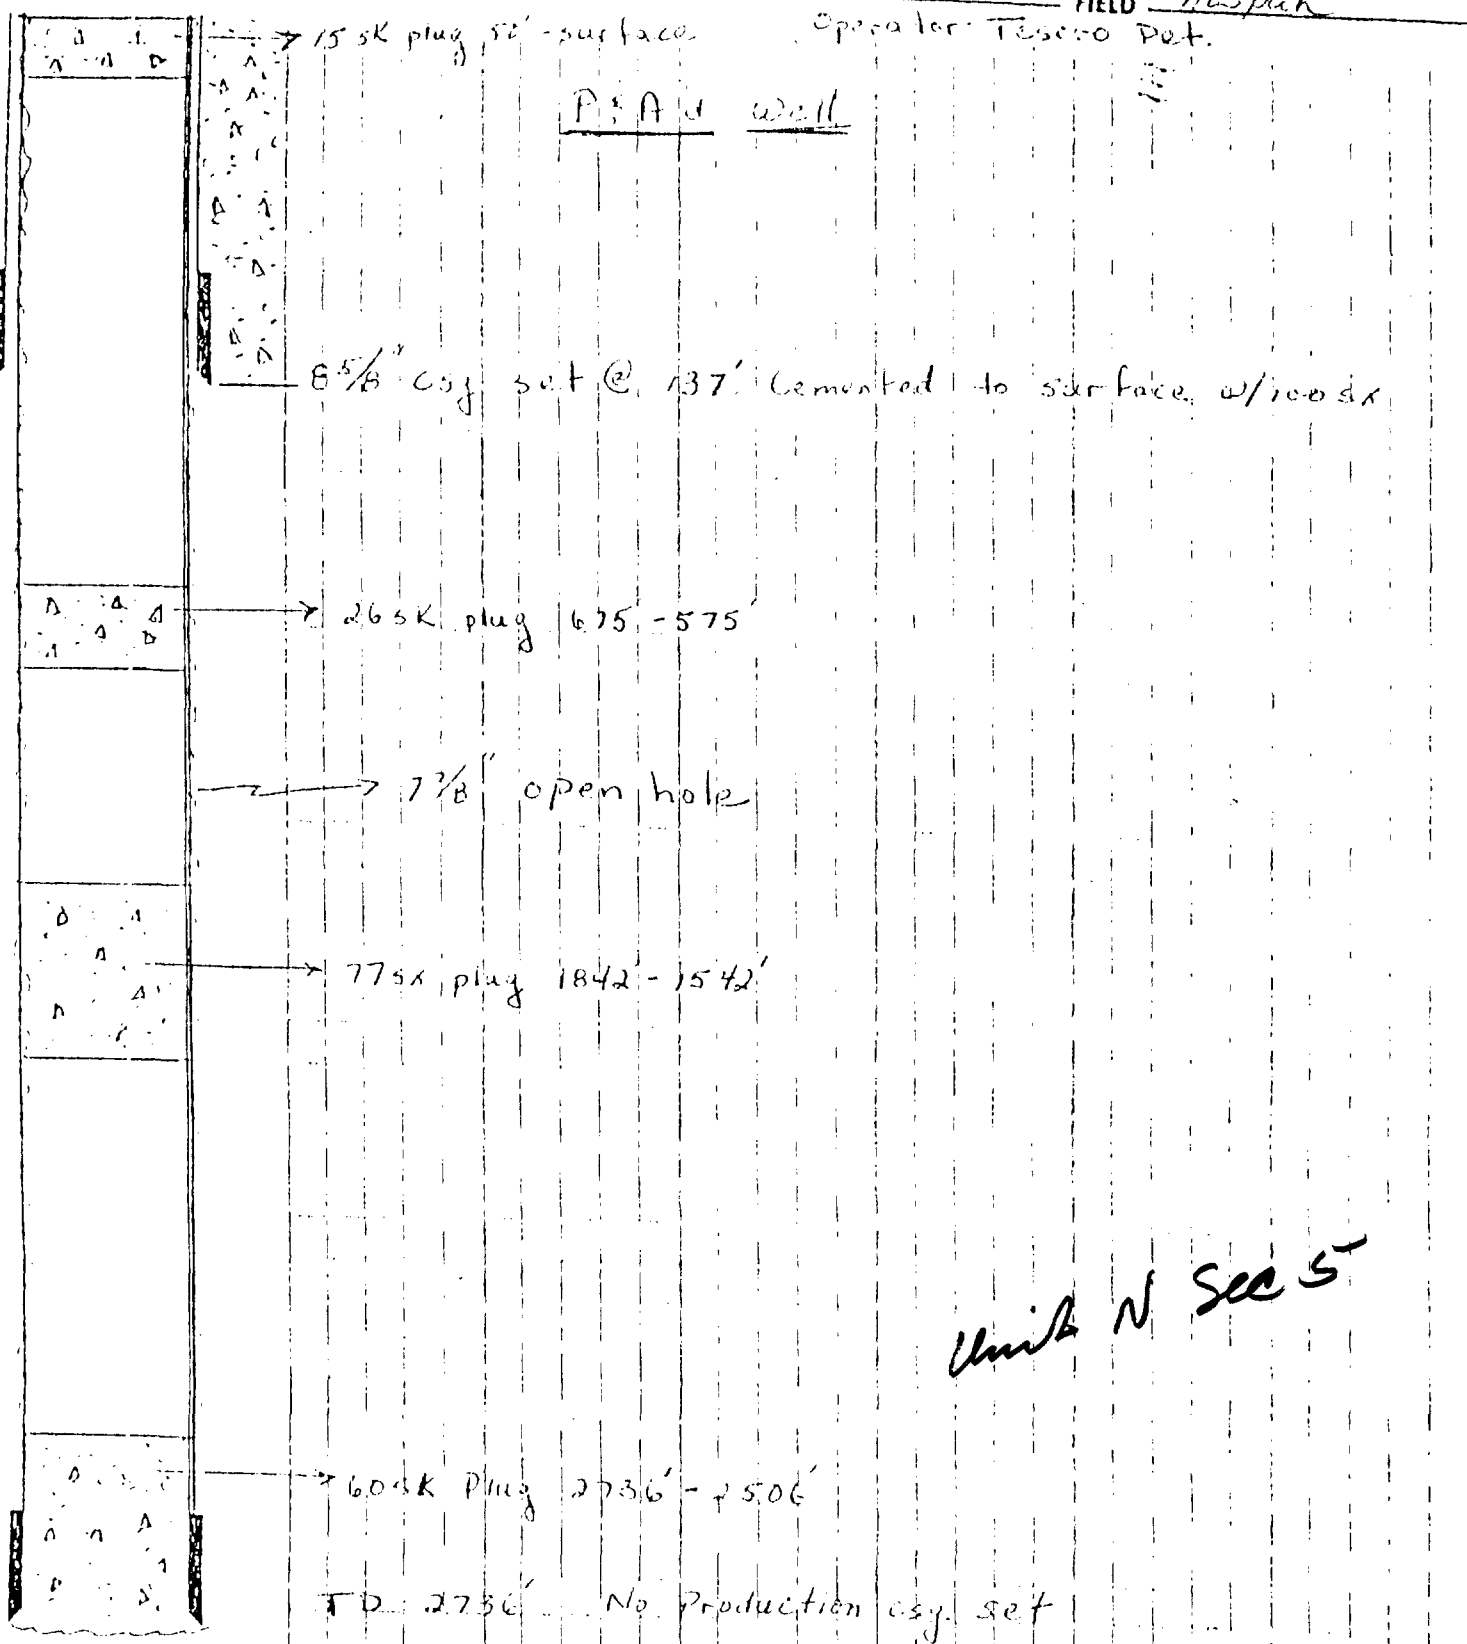 FIELD
15 sk plug 50' - surface
Operator: Tesoro Pet.
P & A'd Well
8 5/8" csg set @ 137' Cemented to surface w/100 sx
26 sk plug 675' - 575'
7 7/8" open hole
77 sx plug 1842' - 1542'
Unit N Sec 5
60 sk Plug 2736' - 2506'
TD 2736' No Production csg. set